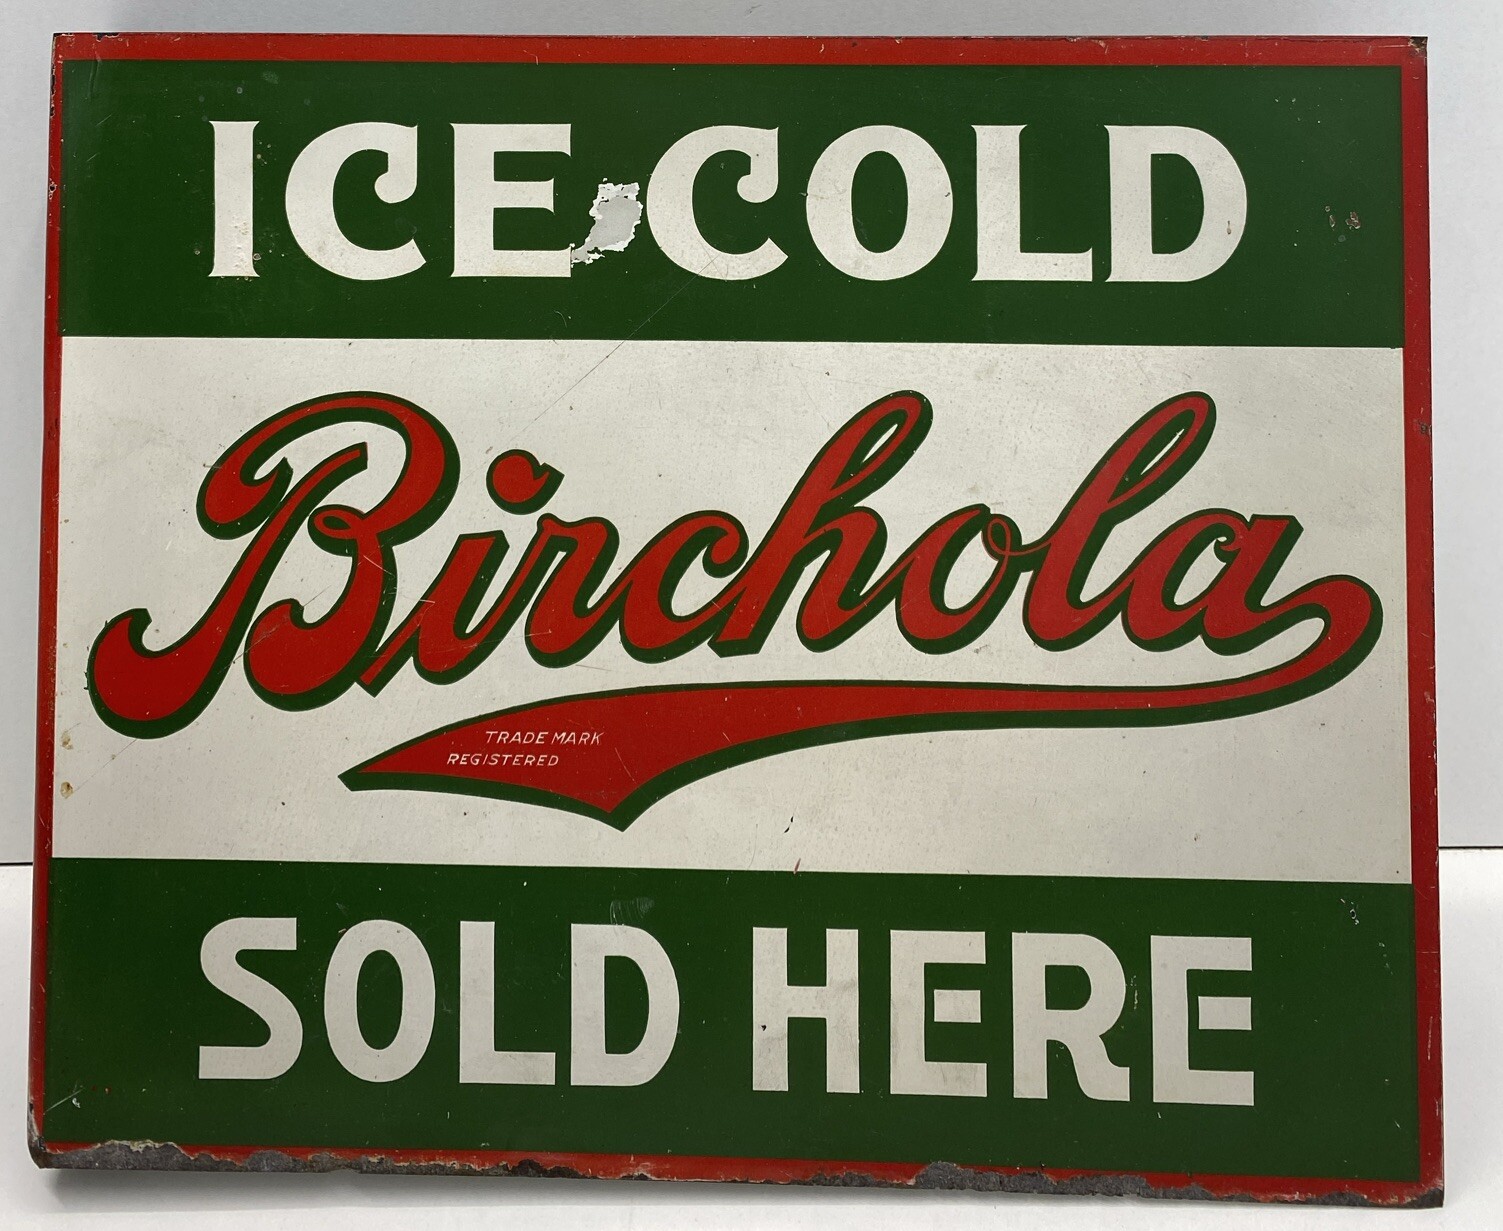 ICE COLD
Birchola
TRADE MARK
REGISTERED
SOLD HERE